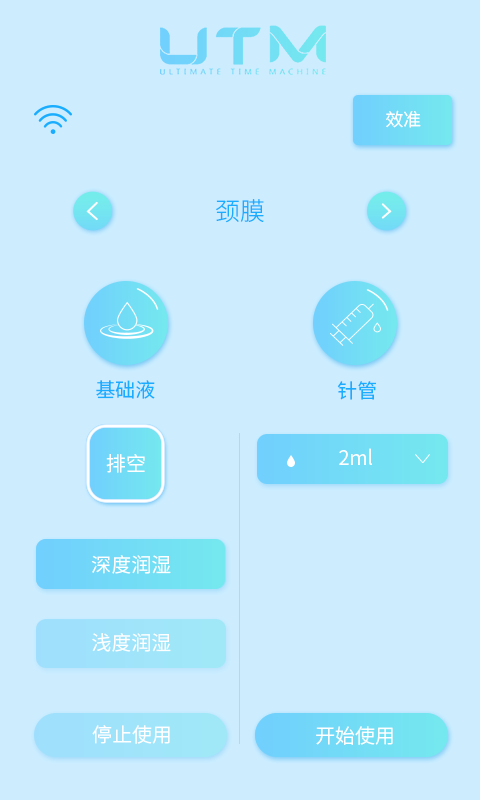 UTM
ULTIMATE TIME MACHINE
效准
颈膜
基础液
针管
排空
2ml
深度润湿
浅度润湿
停止使用
开始使用